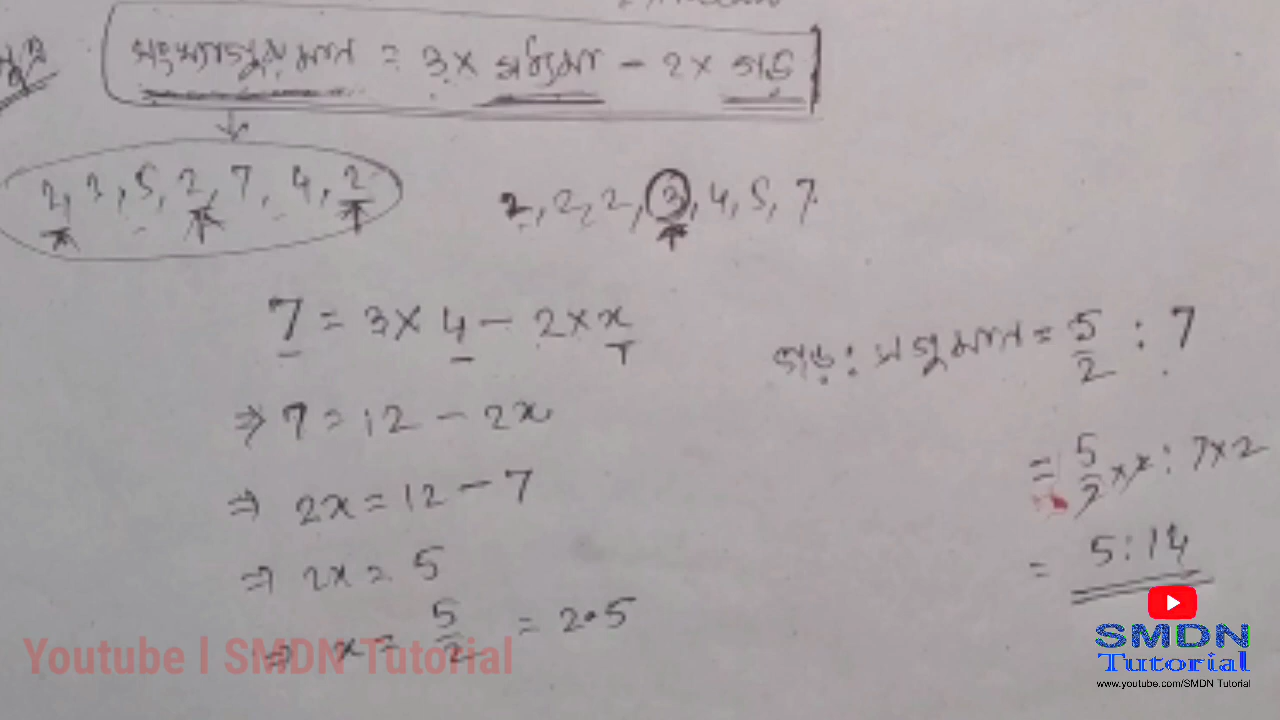 সূত্র
সংখ্যাগুরু মান = 3 × মধ্যমা − 2 × গড়
2, 3, 5, 2, 7, 4, 2
2, 2, 2, 3, 4, 5, 7
7 = 3 × 4 − 2 × x
⇒ 7 = 12 − 2x
⇒ 2x = 12 − 7
⇒ 2x = 5
⇒ x = 5/2 = 2.5
গড় : = 5/2 : 7
= 5/2 × 2 : 7 × 2
= 5 : 14
Youtube l SMDN Tutorial
SMDN
Tutorial
www.youtube.com/SMDN Tutorial